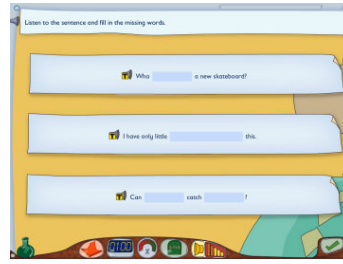 Listen to the sentence and fill in the missing words.
Who a new skateboard?
I have only little this.
Can catch ?